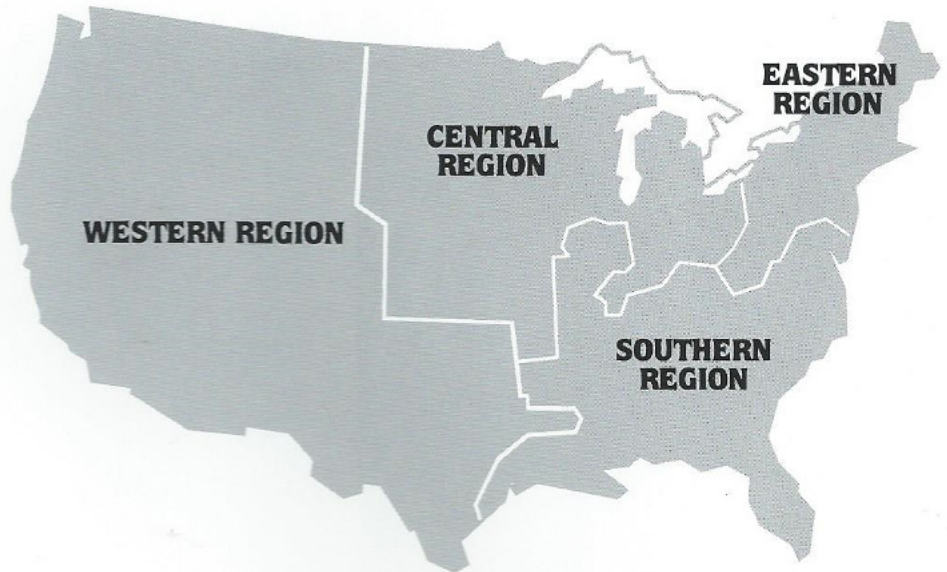 EASTERN
REGION
CENTRAL
REGION
WESTERN REGION
SOUTHERN
REGION